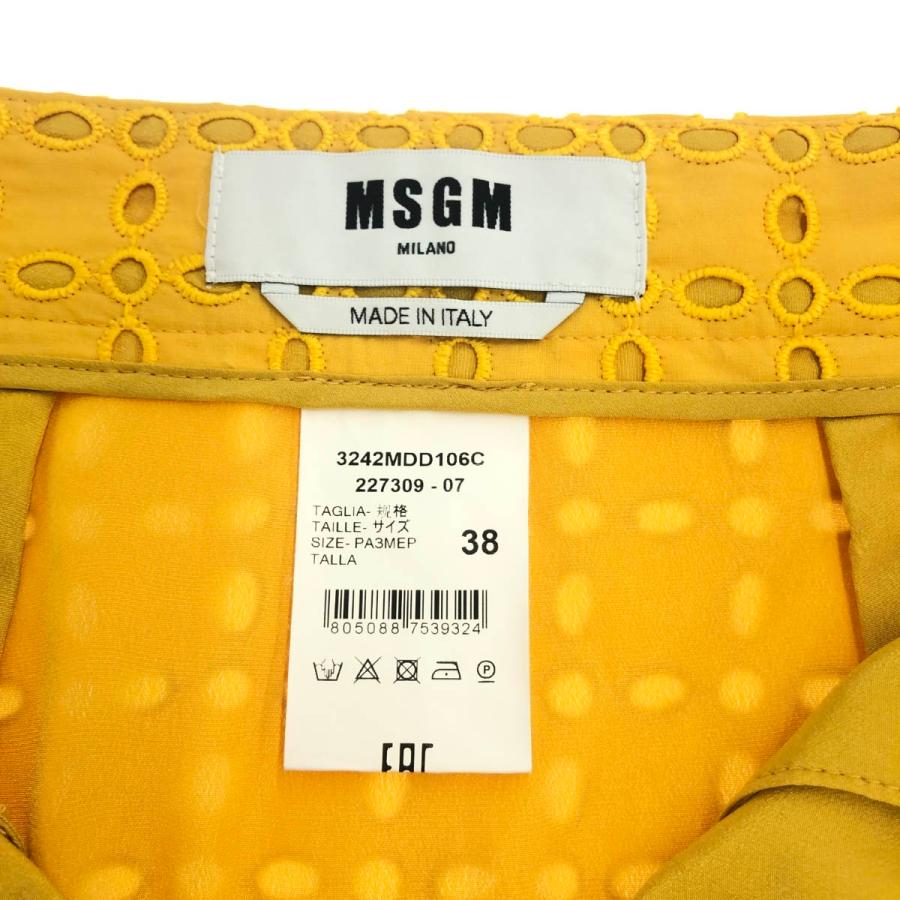 MSGM
MILANO
MADE IN ITALY
3242MDD106C
227309 - 07
TAGLIA- 规格
TAILLE- サイズ
SIZE- PA3MEP
TALLA
38
805088 7539324
EAC